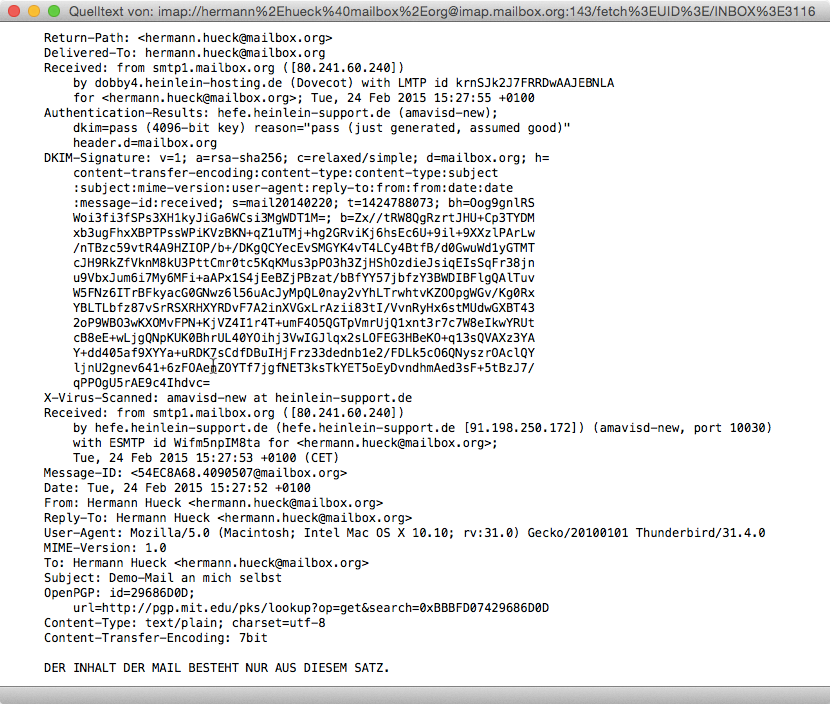 Quelltext von: imap://hermann%2Ehueck%40mailbox%2Eorg@imap.mailbox.org:143/fetch%3EUID%3E/INBOX%3E3116
Return-Path: <hermann.hueck@mailbox.org>
Delivered-To: hermann.hueck@mailbox.org
Received: from smtp1.mailbox.org ([80.241.60.240])
by dobby4.heinlein-hosting.de (Dovecot) with LMTP id krnSJk2J7FRRDwAAJEBNLA
for <hermann.hueck@mailbox.org>; Tue, 24 Feb 2015 15:27:55 +0100
Authentication-Results: hefe.heinlein-support.de (amavisd-new);
dkim=pass (4096-bit key) reason="pass (just generated, assumed good)"
header.d=mailbox.org
DKIM-Signature: v=1; a=rsa-sha256; c=relaxed/simple; d=mailbox.org; h=
content-transfer-encoding:content-type:content-type:subject
:subject:mime-version:user-agent:reply-to:from:from:date:date
:message-id:received; s=mail20140220; t=1424788073; bh=Oog9gnlRS
Woi3fi3fSPs3XH1kyJiGa6WCsi3MgWDT1M=; b=Zx//tRW8QgRzrtJHU+Cp3TYDM
xb3ugFhxXBPTPssWPiKVzBKN+qZ1uTMj+hg2GRviKj6hsEc6U+9il+9XXzlPArLw
/nTBzc59vtR4A9HZIOP/b+/DKgQCYecEvSMGYK4vT4LCy4BtfB/d0GwuWd1yGTMT
cJH9RkZfVknM8kU3PttCmr0tc5KqKMus3pPO3h3ZjHShOzdieJsiqEIsSqFr38jn
u9VbxJum6i7My6MFi+aAPx1S4jEeBZjPBzat/bBfYY57jbfzY3BWDIBFlgQAlTuv
W5FNz6ITrBFkyacG0GNwz6l56uAcJyMpQL0nay2vYhLTrwhtvKZOOpgWGv/Kg0Rx
YBLTLbfz87vSrRSXRHXYRDvF7A2inXVGxLrAzii83tI/VvnRyHx6stMUdwGXBT43
2oP9WBO3wKXOMvFPN+KjVZ4I1r4T+umF4O5QGTpVmrUjQ1xnt3r7c7W8eIkwYRUt
cB8eE+wLjgQNpKUK0BhrUL40YOihj3VwIGJlqx2sLOFEG3HBeKO+q13sQVAXz3YA
Y+dd405af9XYYa+uRDK7sCdfDBuIHjFrz33dednb1e2/FDLk5cO6QNyszrOAclQY
ljnU2gnev641+6zFOAenZOYTf7jgfNET3ksTkYET5oEyDvndhmAed3sF+5tBzJ7/
qPPOgU5rAE9c4Ihdvc=
X-Virus-Scanned: amavisd-new at heinlein-support.de
Received: from smtp1.mailbox.org ([80.241.60.240])
by hefe.heinlein-support.de (hefe.heinlein-support.de [91.198.250.172]) (amavisd-new, port 10030)
with ESMTP id Wifm5npIM8ta for <hermann.hueck@mailbox.org>;
Tue, 24 Feb 2015 15:27:53 +0100 (CET)
Message-ID: <54EC8A68.4090507@mailbox.org>
Date: Tue, 24 Feb 2015 15:27:52 +0100
From: Hermann Hueck <hermann.hueck@mailbox.org>
Reply-To: Hermann Hueck <hermann.hueck@mailbox.org>
User-Agent: Mozilla/5.0 (Macintosh; Intel Mac OS X 10.10; rv:31.0) Gecko/20100101 Thunderbird/31.4.0
MIME-Version: 1.0
To: Hermann Hueck <hermann.hueck@mailbox.org>
Subject: Demo-Mail an mich selbst
OpenPGP: id=29686D0D;
url=http://pgp.mit.edu/pks/lookup?op=get&search=0xBBBFD07429686D0D
Content-Type: text/plain; charset=utf-8
Content-Transfer-Encoding: 7bit
DER INHALT DER MAIL BESTEHT NUR AUS DIESEM SATZ.